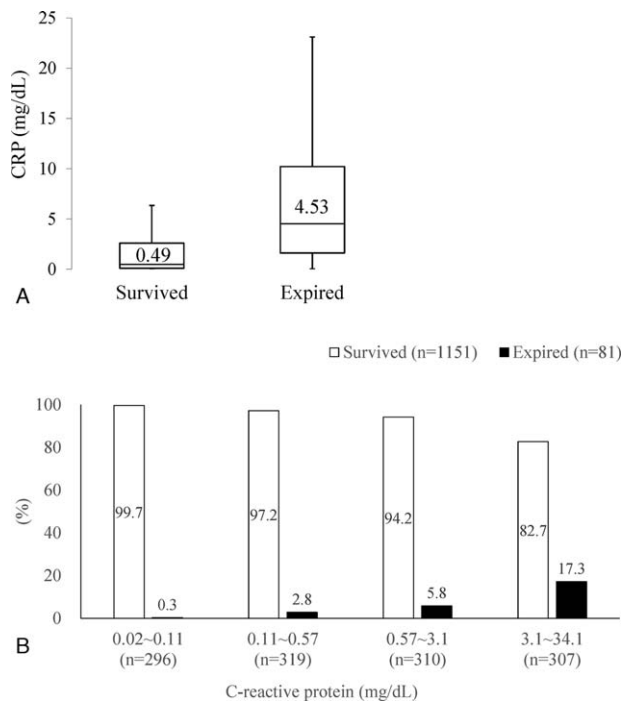 25
20
15
10
5
0
CRP (mg/dL)
0.49
4.53
Survived
Expired
A
Survived (n=1151)
Expired (n=81)
100
80
60
40
20
0
(%)
99.7
0.3
97.2
2.8
94.2
5.8
82.7
17.3
B
0.02~0.11
(n=296)
0.11~0.57
(n=319)
0.57~3.1
(n=310)
3.1~34.1
(n=307)
C-reactive protein (mg/dL)